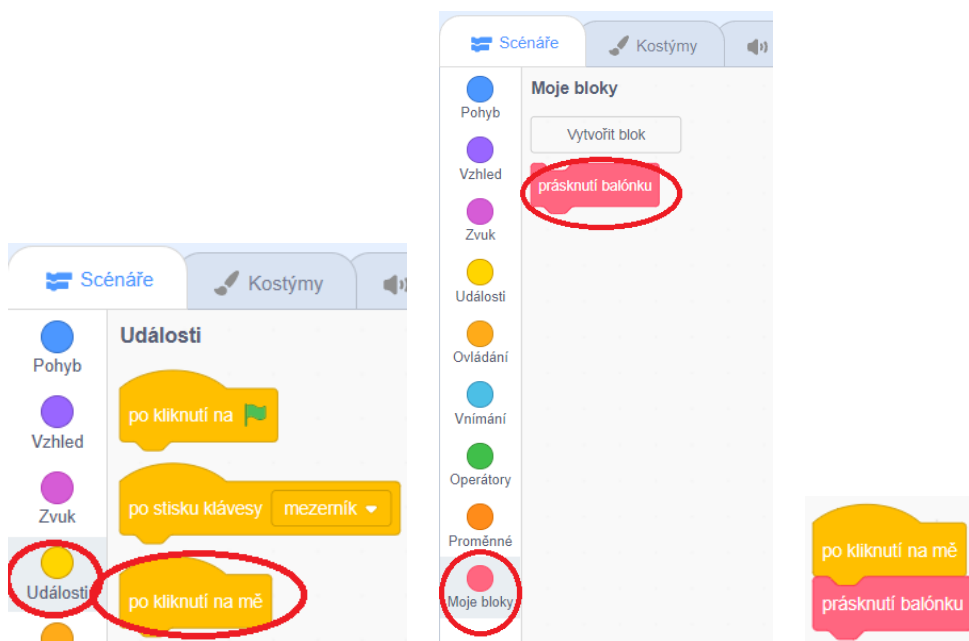 Scénáře
Kostýmy
Události
Pohyb
po kliknutí na
Vzhled
po stisku klávesy mezerník
Zvuk
Události
po kliknutí na mě
Scénáře
Kostýmy
Moje bloky
Pohyb
Vytvořit blok
Vzhled
prásknutí balónku
Zvuk
Události
Ovládání
Vnímání
Operátory
Proměnné
Moje bloky
po kliknutí na mě
prásknutí balónku